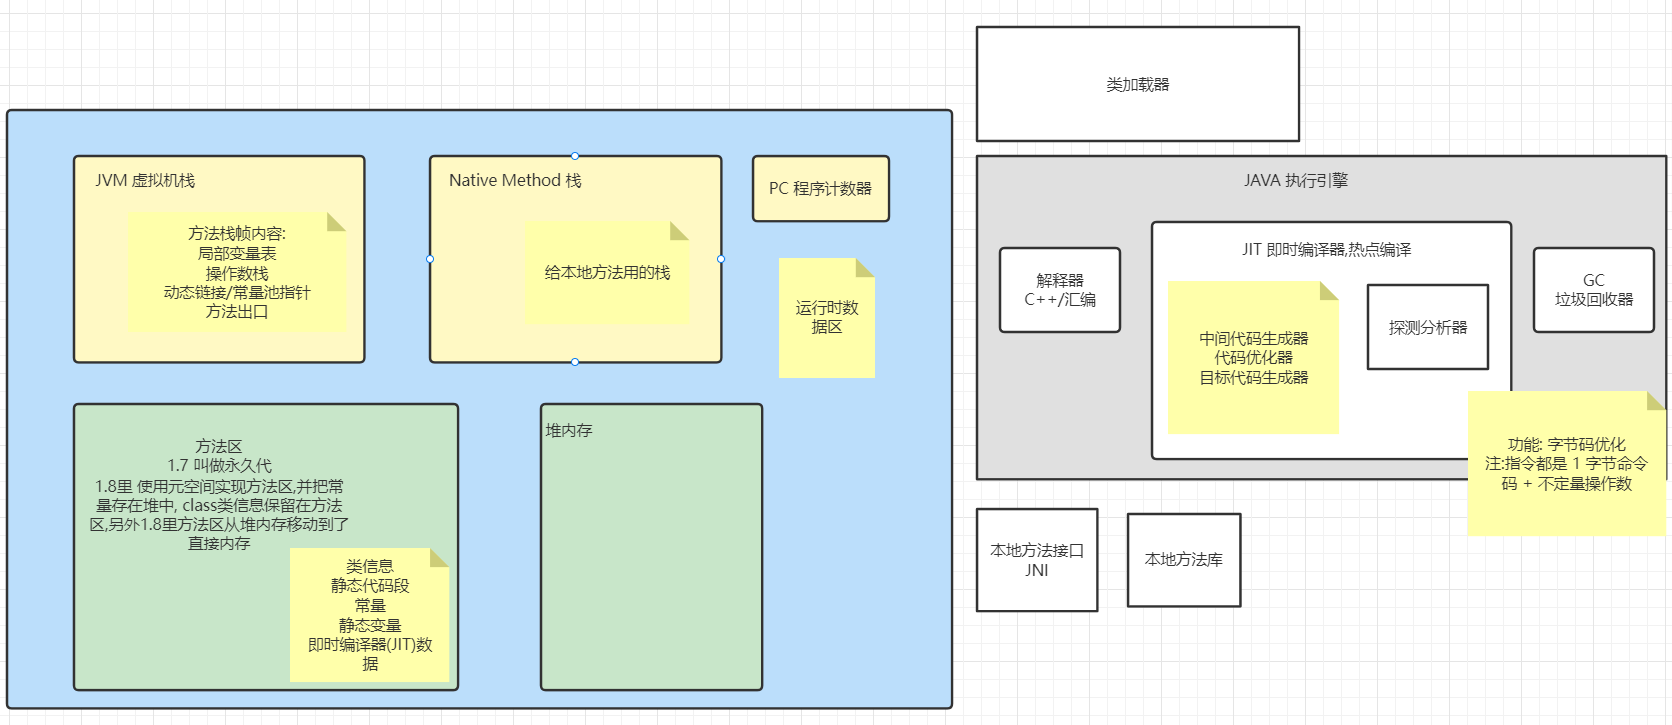 类加载器
JVM 虚拟机栈
方法栈帧内容:
局部变量表
操作数栈
动态链接/常量池指针
方法出口
Native Method 栈
给本地方法用的栈
PC 程序计数器
运行时数
据区
方法区
1.7 叫做永久代
1.8里 使用元空间实现方法区,并把常
量存在堆中, class类信息保留在方法
区,另外1.8里方法区从堆内存移动到了
直接内存
类信息
静态代码段
常量
静态变量
即时编译器(JIT)数
据
堆内存
JAVA 执行引擎
解释器
C++/汇编
JIT 即时编译器,热点编译
中间代码生成器
代码优化器
目标代码生成器
探测分析器
GC
垃圾回收器
功能: 字节码优化
注:指令都是 1 字节命令
码 + 不定量操作数
本地方法接口
JNI
本地方法库